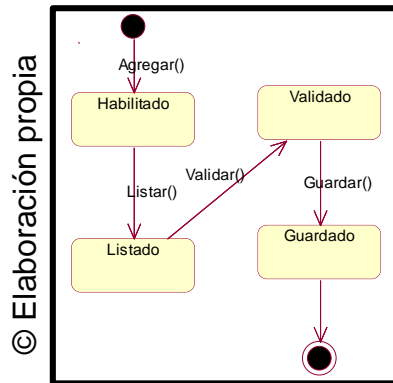 © Elaboración propia
Agregar()
Habilitado
Listar()
Listado
Validar()
Validado
Guardar()
Guardado